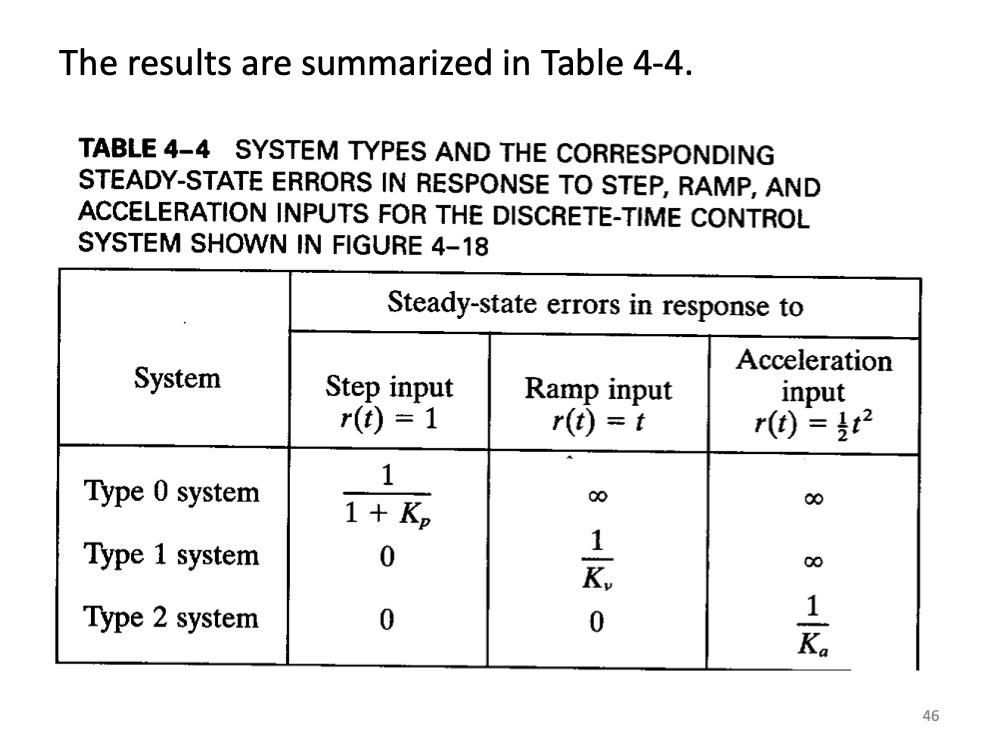 The results are summarized in Table 4-4.
TABLE 4–4 SYSTEM TYPES AND THE CORRESPONDING
STEADY-STATE ERRORS IN RESPONSE TO STEP, RAMP, AND
ACCELERATION INPUTS FOR THE DISCRETE-TIME CONTROL
SYSTEM SHOWN IN FIGURE 4–18
Steady-state errors in response to
System
Step input
r(t) = 1
Ramp input
r(t) = t
Acceleration
input
r(t) = ½t²
Type 0 system
1
1 + Kₚ
∞
∞
Type 1 system
0
1
Kᵥ
∞
Type 2 system
0
0
1
Kₐ
46